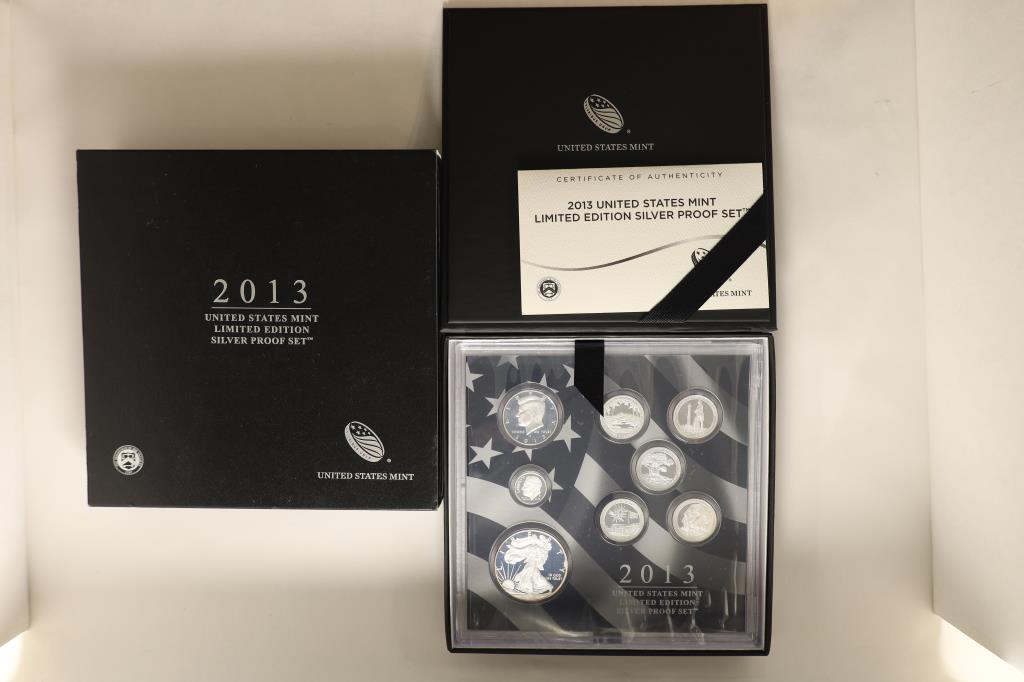 2013
UNITED STATES MINT
LIMITED EDITION
SILVER PROOF SET™
UNITED STATES MINT
UNITED STATES MINT
CERTIFICATE OF AUTHENTICITY
2013 UNITED STATES MINT
LIMITED EDITION SILVER PROOF SET™
MINT
2013
UNITED STATES MINT
LIMITED EDITION
SILVER PROOF SET™